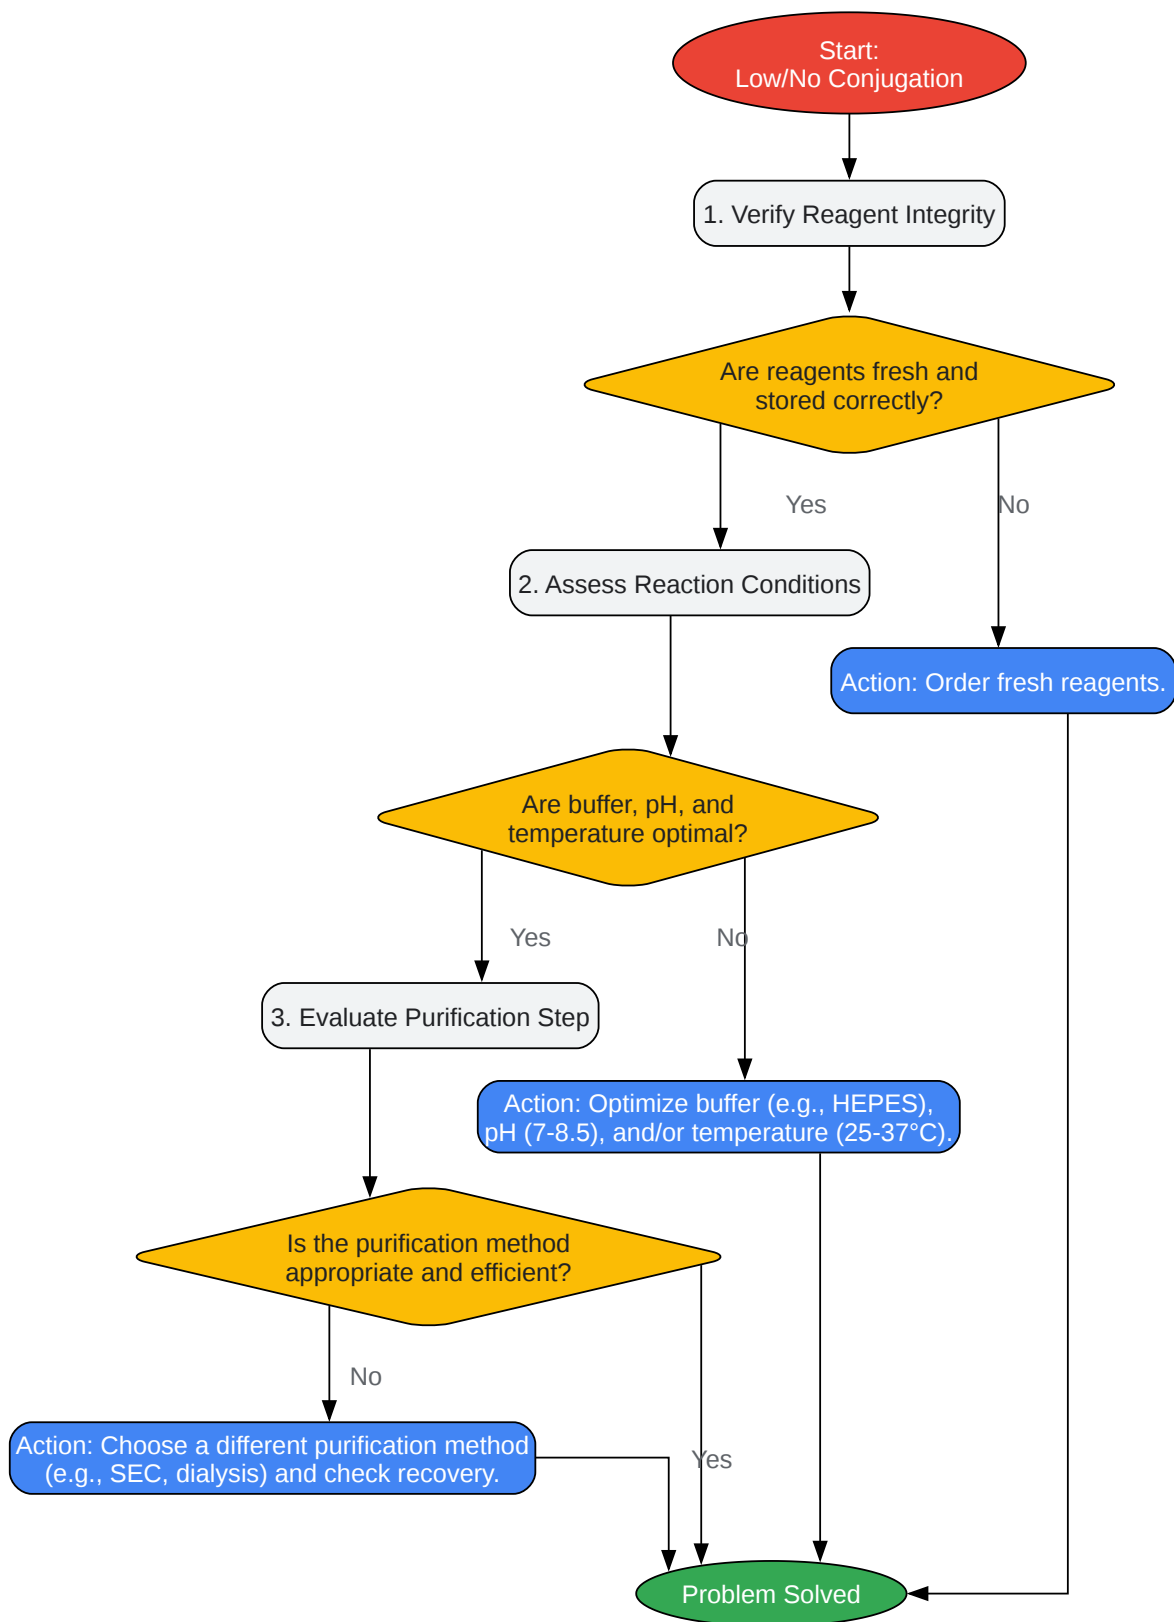 Start:
Low/No Conjugation
1. Verify Reagent Integrity
Are reagents fresh and
stored correctly?
Yes
No
2. Assess Reaction Conditions
Action: Order fresh reagents.
Are buffer, pH, and
temperature optimal?
Yes
No
3. Evaluate Purification Step
Action: Optimize buffer (e.g., HEPES),
pH (7-8.5), and/or temperature (25-37°C).
Is the purification method
appropriate and efficient?
No
Action: Choose a different purification method
(e.g., SEC, dialysis) and check recovery.
Yes
Problem Solved